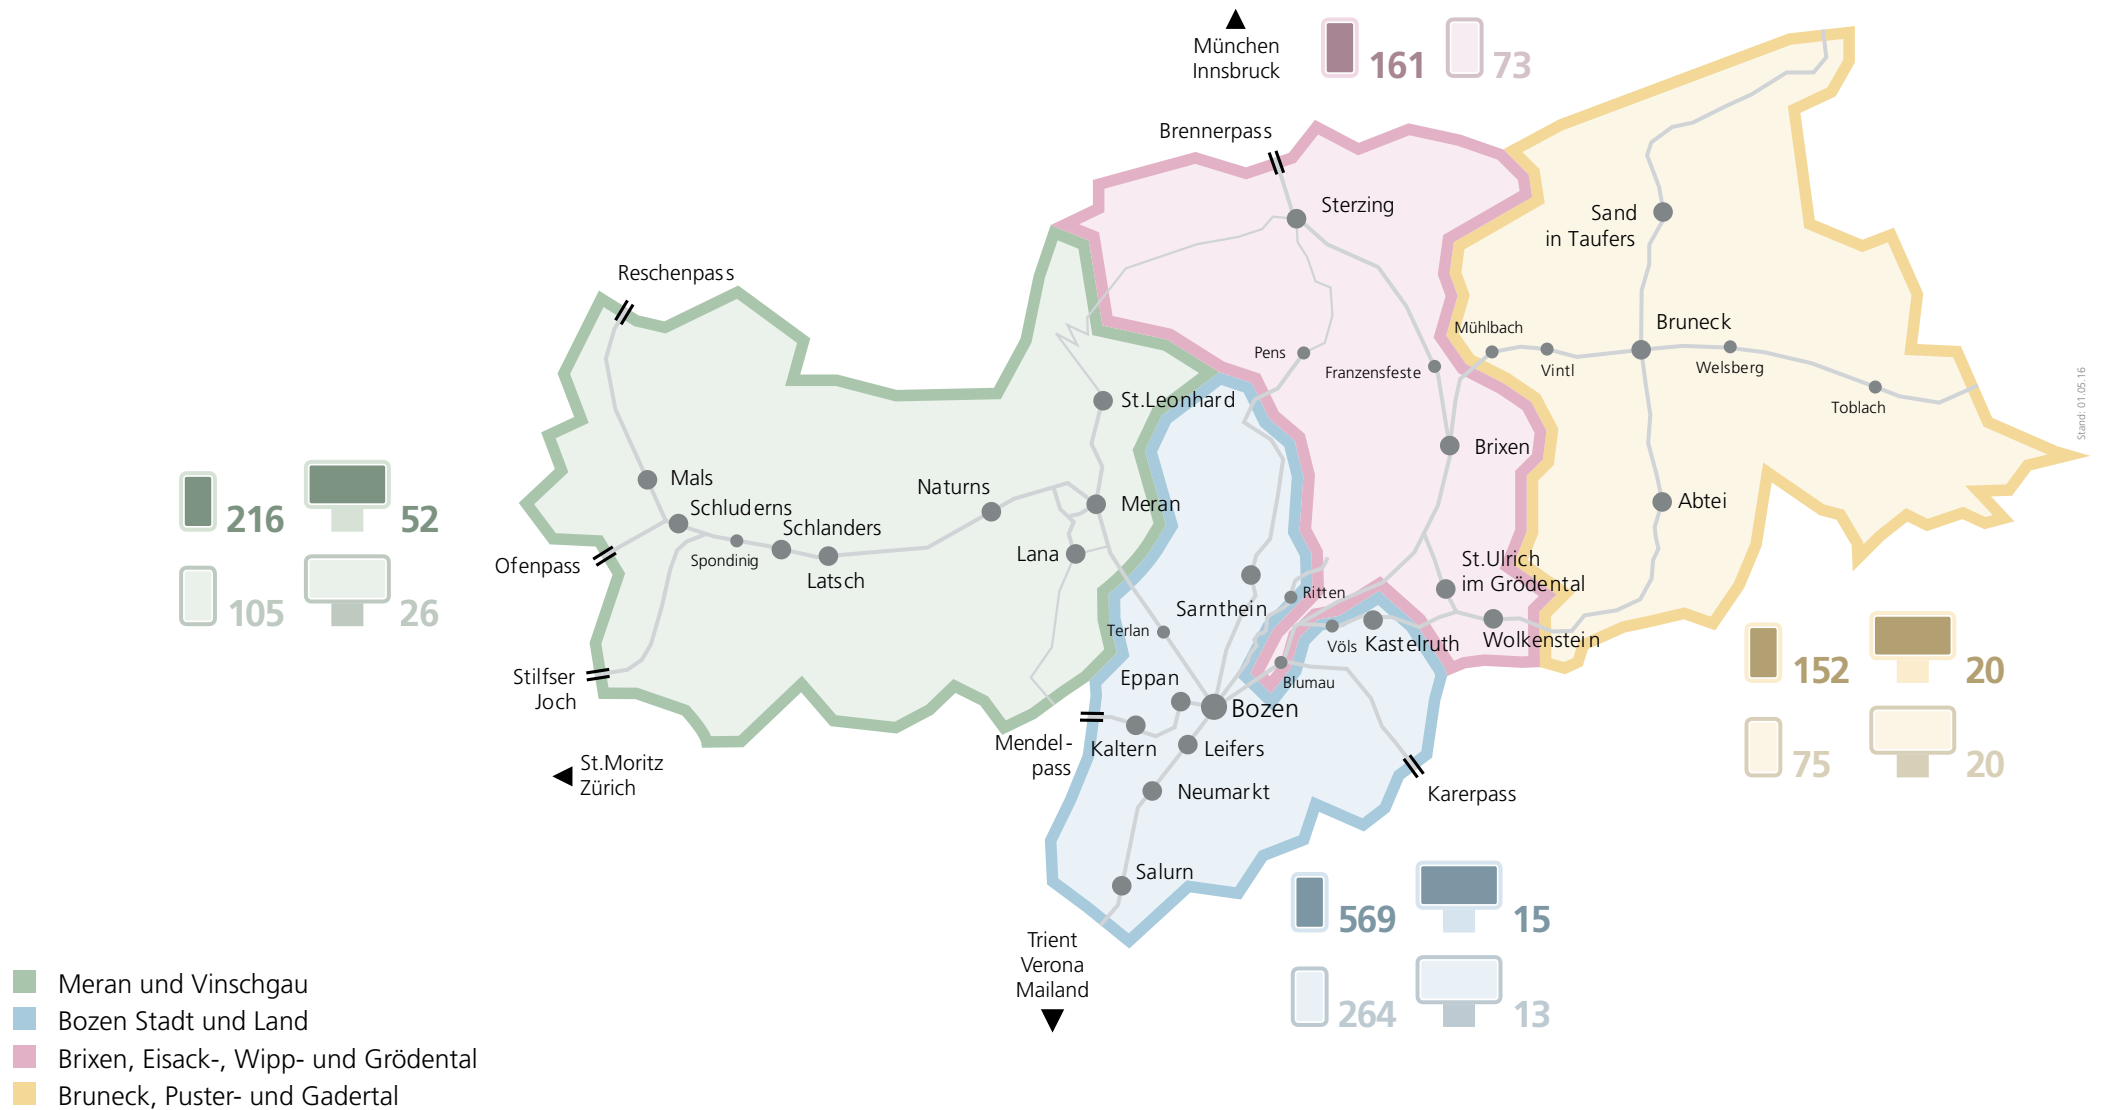 München
Innsbruck
161
73
Brennerpass
Sterzing
Sand
in Taufers
Reschenpass
Mühlbach
Bruneck
Pens
Franzensfeste
Vintl
Welsberg
Toblach
Stand: 01.05.16
St.Leonhard
Brixen
Mals
Naturns
Meran
Abtei
216
52
Schluderns
Schlanders
Spondinig
Latsch
Lana
Ofenpass
St.Ulrich
im Grödental
105
26
Sarnthein
Ritten
Terlan
Völs
Kastelruth
Wolkenstein
152
20
Stilfser
Joch
Eppan
Blumau
Bozen
Mendel-
pass
Kaltern
Leifers
75
20
St.Moritz
Zürich
Neumarkt
Karerpass
Salurn
569
15
Trient
Verona
Mailand
264
13
Meran und Vinschgau
Bozen Stadt und Land
Brixen, Eisack-, Wipp- und Grödental
Bruneck, Puster- und Gadertal